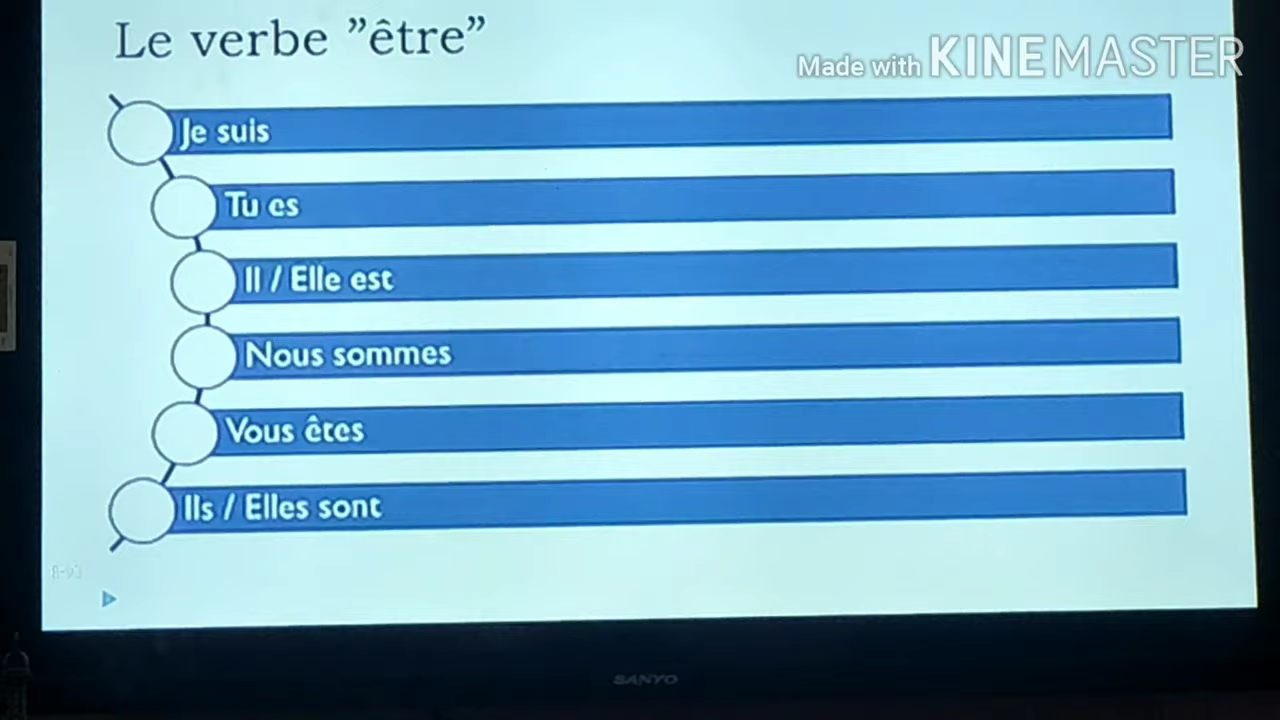 Le verbe ”être”
Made with KINEMASTER
Je suis
Tu es
Il / Elle est
Nous sommes
Vous êtes
Ils / Elles sont
SANYO